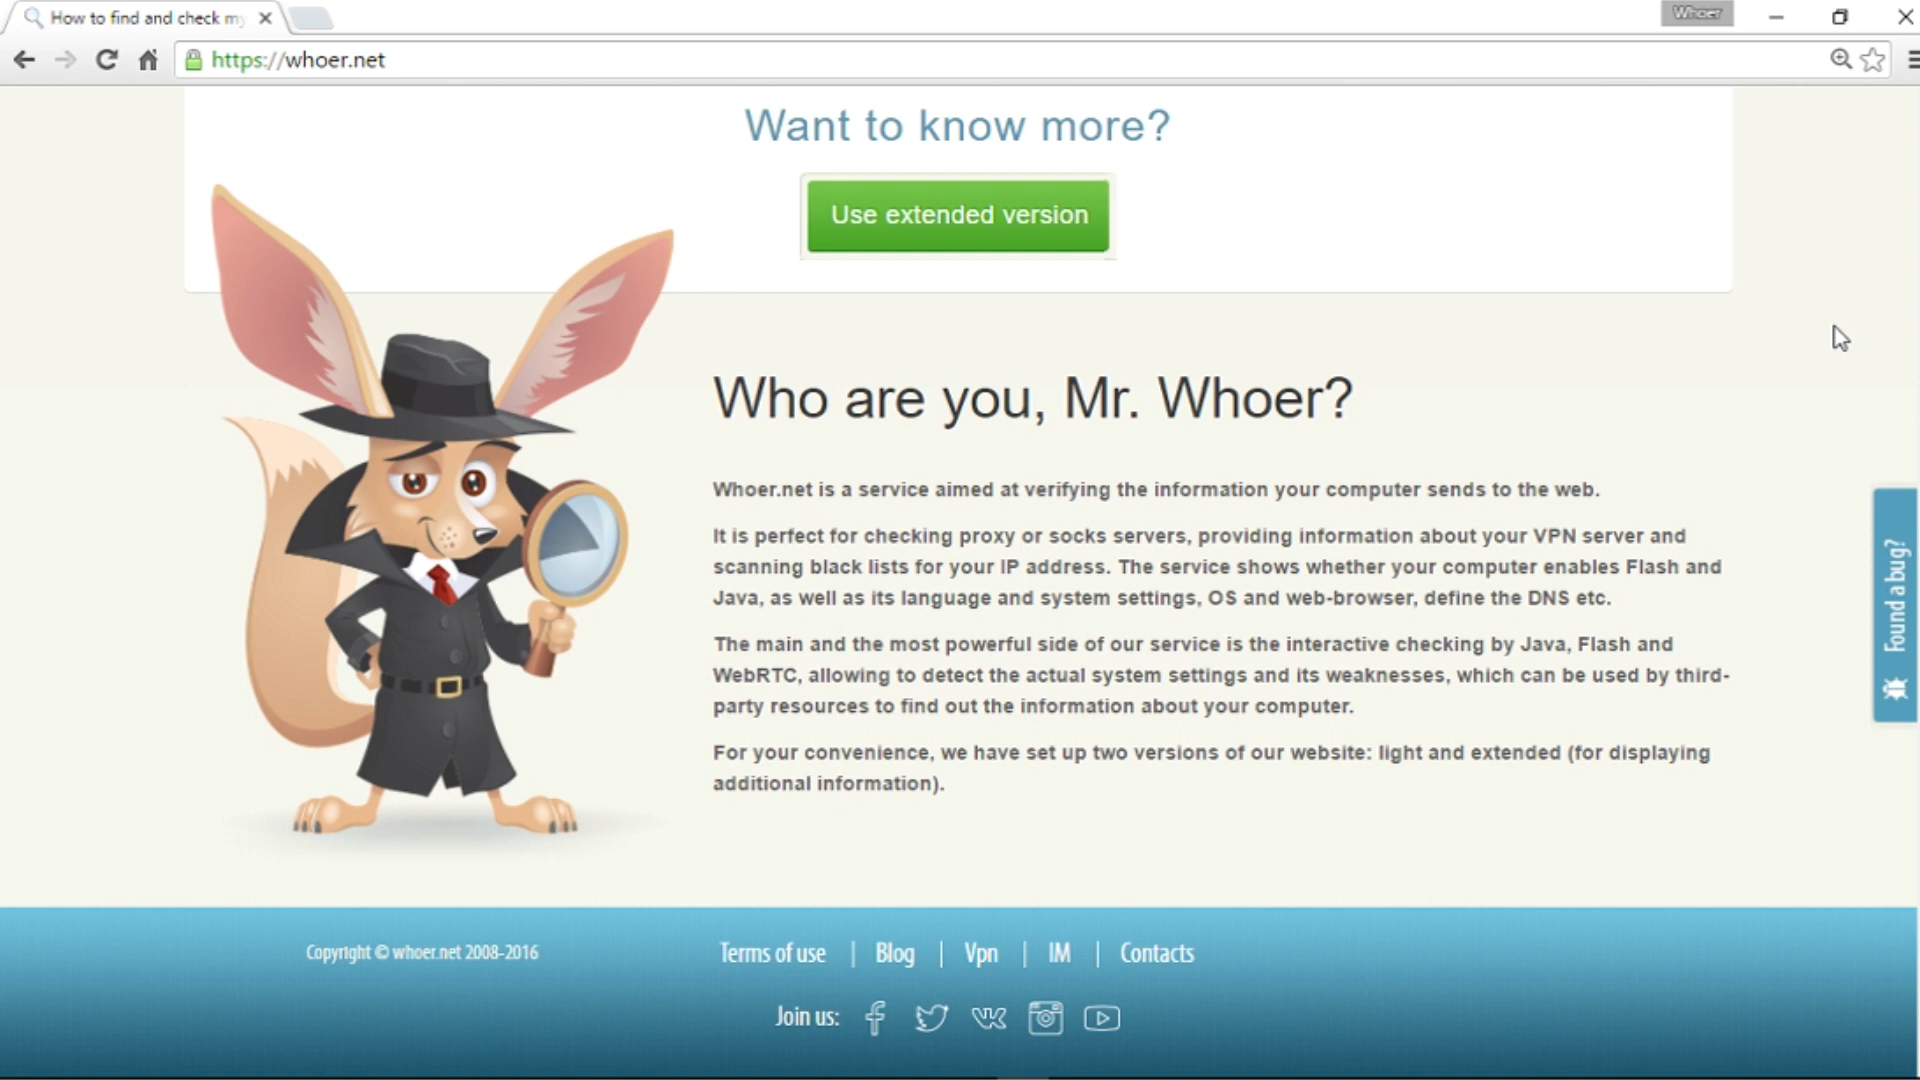 How to find and check my
Whoer
https://whoer.net
Want to know more?
Use extended version
Who are you, Mr. Whoer?
Whoer.net is a service aimed at verifying the information your computer sends to the web.
It is perfect for checking proxy or socks servers, providing information about your VPN server and
scanning black lists for your IP address. The service shows whether your computer enables Flash and
Java, as well as its language and system settings, OS and web-browser, define the DNS etc.
The main and the most powerful side of our service is the interactive checking by Java, Flash and
WebRTC, allowing to detect the actual system settings and its weaknesses, which can be used by third-
party resources to find out the information about your computer.
For your convenience, we have set up two versions of our website: light and extended (for displaying
additional information).
Found a bug?
Copyright © whoer.net 2008-2016
Terms of use | Blog | Vpn | IM | Contacts
Join us: